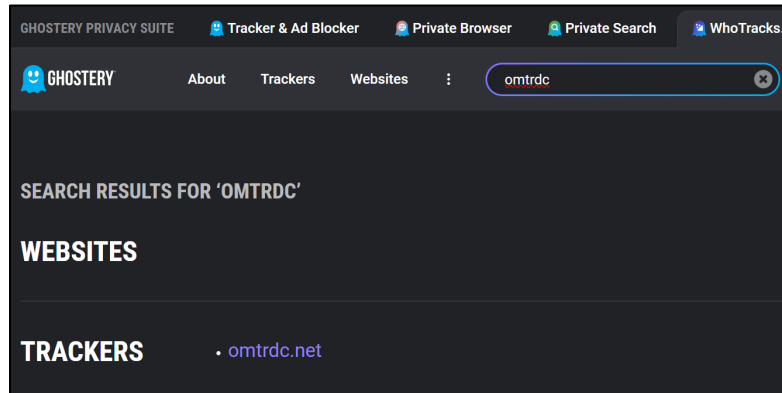 GHOSTERY PRIVACY SUITE Tracker & Ad Blocker Private Browser Private Search WhoTracks.
GHOSTERY About Trackers Websites omtrdc
SEARCH RESULTS FOR ‘OMTRDC’
WEBSITES
TRACKERS • omtrdc.net